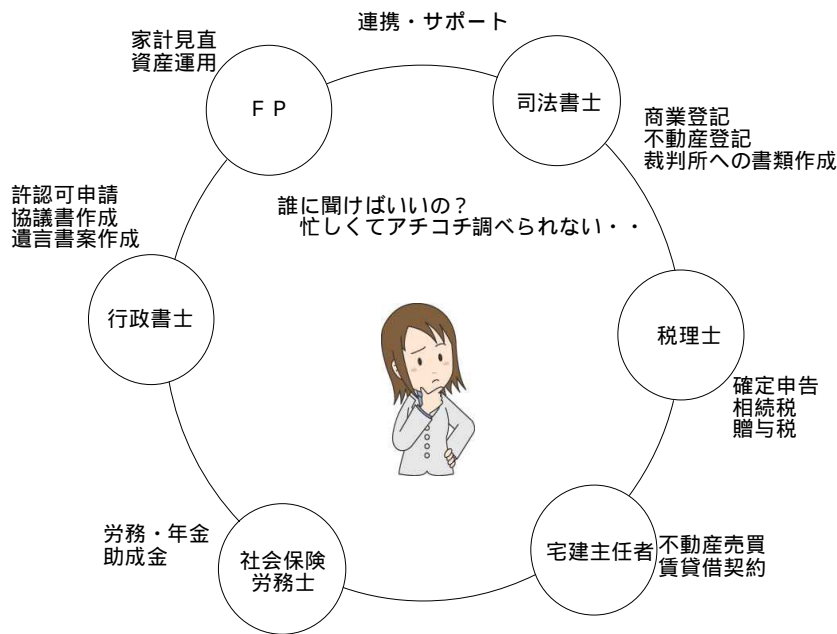 連携・サポート
家計見直
資産運用
ＦＰ
司法書士
商業登記
不動産登記
裁判所への書類作成
誰に聞けばいいの？
忙しくてアチコチ調べられない・・
許認可申請
協議書作成
遺言書案作成
行政書士
税理士
確定申告
相続税
贈与税
労務・年金
助成金
社会保険
労務士
宅建主任者
不動産売買
賃貸借契約